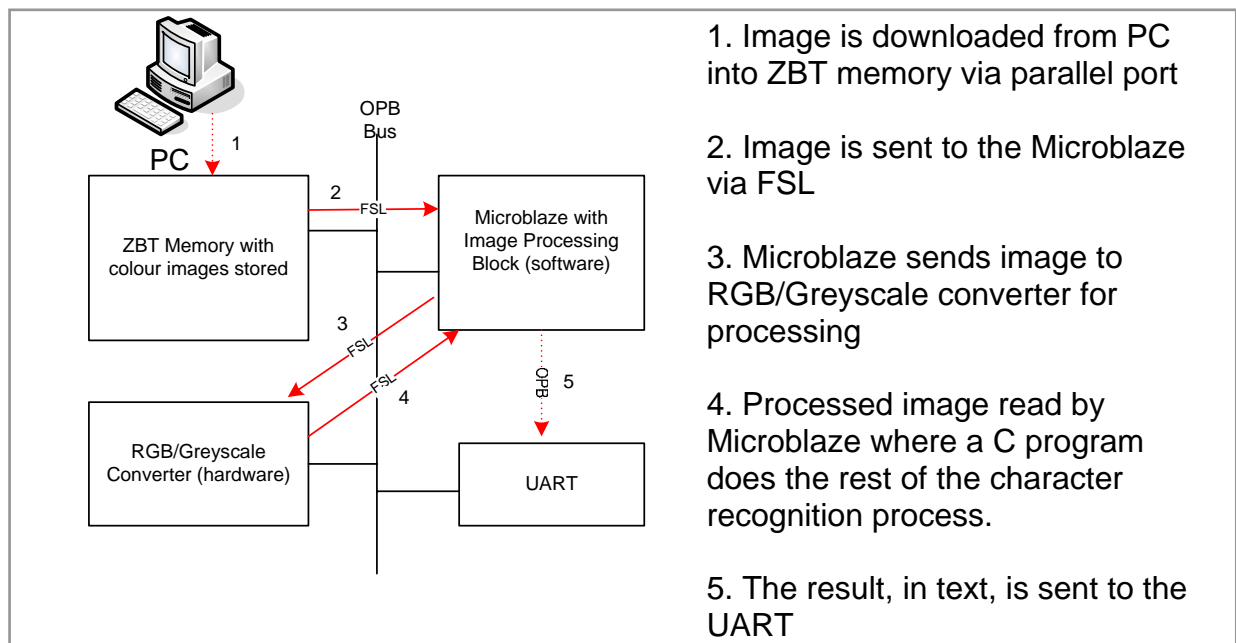 OPB
Bus
1
PC
2
FSL
ZBT Memory with
colour images stored
Microblaze with
Image Processing
Block (software)
3
FSL
FSL
4
OPB
5
RGB/Greyscale
Converter (hardware)
UART
1. Image is downloaded from PC
into ZBT memory via parallel port
2. Image is sent to the Microblaze
via FSL
3. Microblaze sends image to
RGB/Greyscale converter for
processing
4. Processed image read by
Microblaze where a C program
does the rest of the character
recognition process.
5. The result, in text, is sent to the
UART